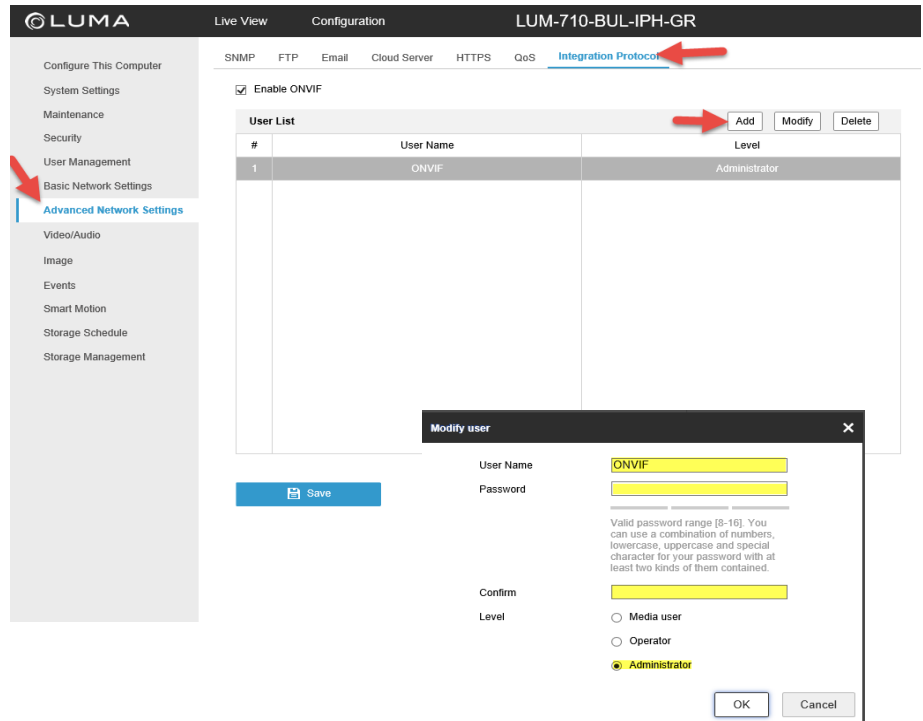 LUMA
Live View Configuration LUM-710-BUL-IPH-GR
SNMP FTP Email Cloud Server HTTPS QoS Integration Protocol
Configure This Computer
System Settings
Maintenance
Security
User Management
Basic Network Settings
Advanced Network Settings
Video/Audio
Image
Events
Smart Motion
Storage Schedule
Storage Management
Enable ONVIF
User List Add Modify Delete
# User Name Level
1 ONVIF Administrator
Save
Modify user
User Name ONVIF
Password
Valid password range [8-16]. You
can use a combination of numbers,
lowercase, uppercase and special
character for your password with at
least two kinds of them contained.
Confirm
Level Media user
Operator
Administrator
OK Cancel